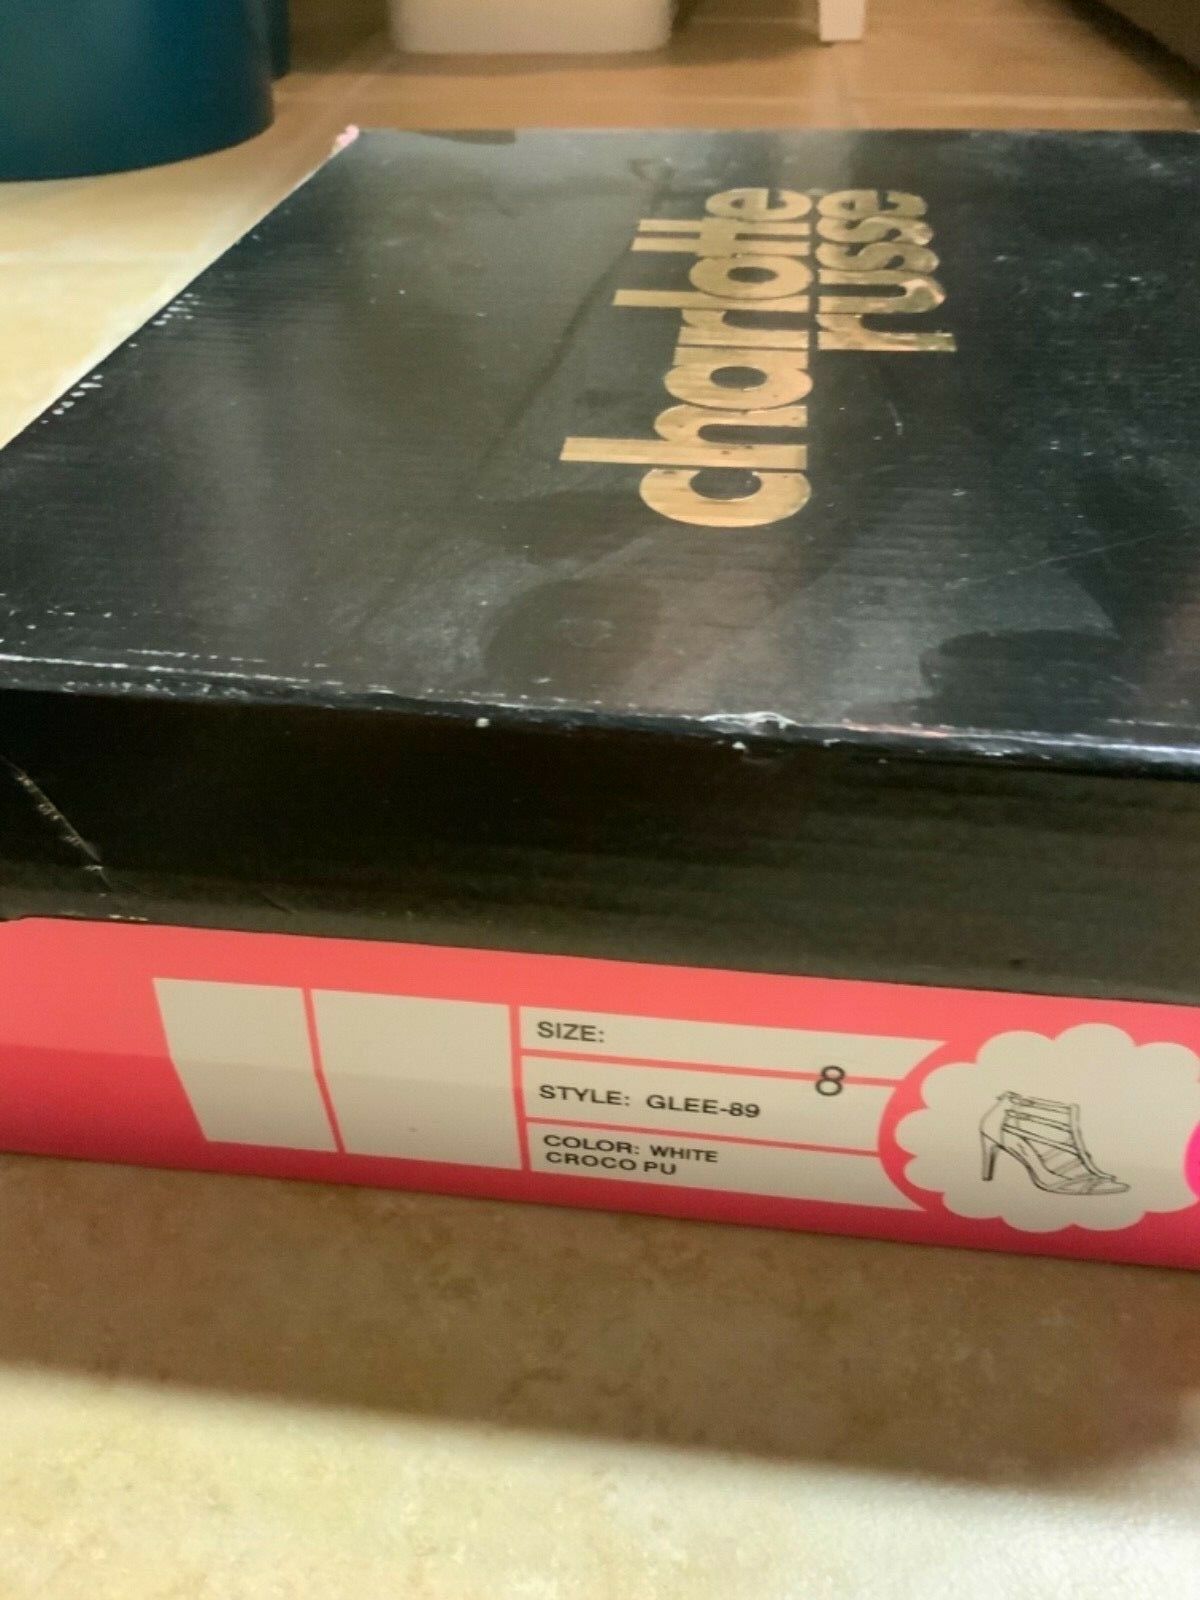 charlotte
russe
SIZE:
8
STYLE: GLEE-89
COLOR: WHITE
CROCO PU